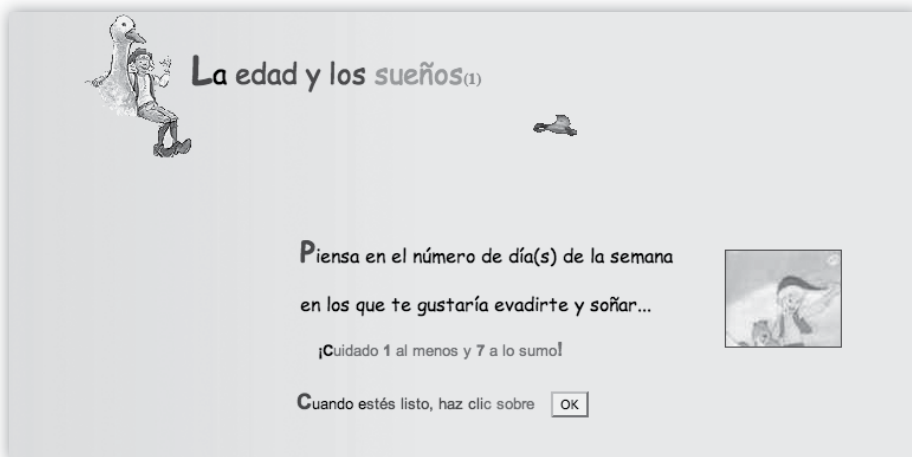 La edad y los sueños(1)
Piensa en el número de día(s) de la semana
en los que te gustaría evadirte y soñar...
¡Cuidado 1 al menos y 7 a lo sumo!
Cuando estés listo, haz clic sobre OK